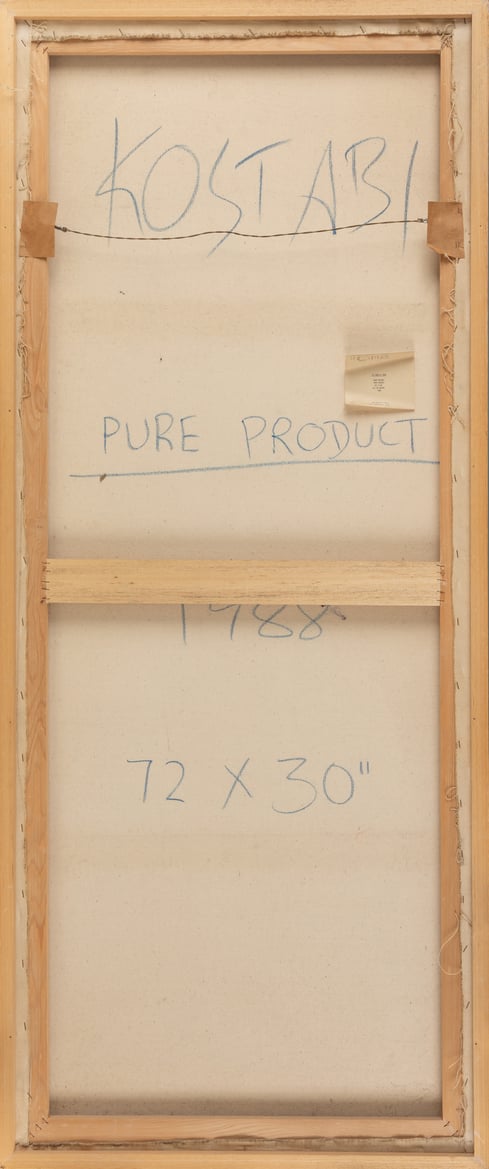 KOSTABI
PURE PRODUCT
1988
72 X 30"